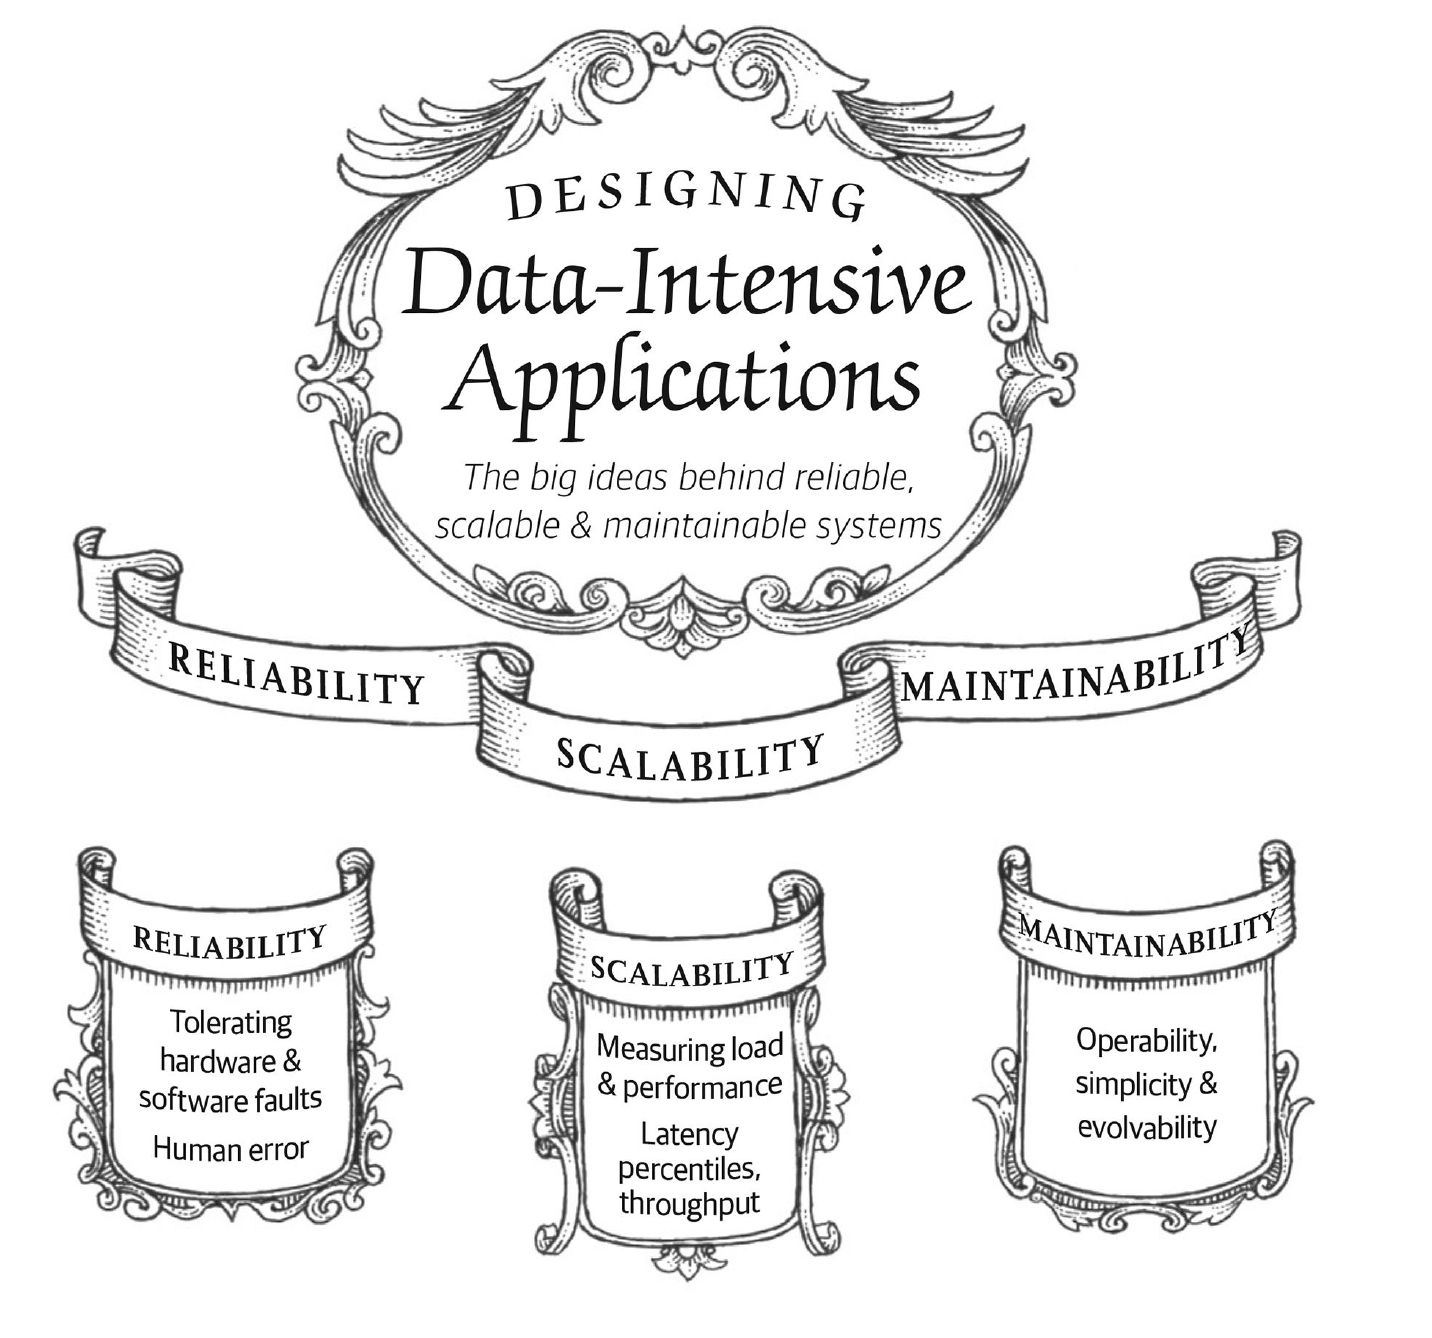 DESIGNING
Data-Intensive
Applications
The big ideas behind reliable,
scalable & maintainable systems
RELIABILITY
SCALABILITY
MAINTAINABILITY
RELIABILITY
Tolerating
hardware &
software faults
Human error
SCALABILITY
Measuring load
& performance
Latency
percentiles,
throughput
MAINTAINABILITY
Operability,
simplicity &
evolvability